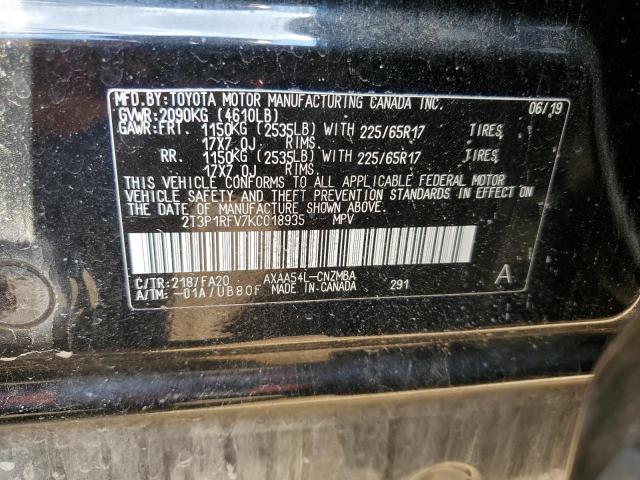 MFD.BY:TOYOTA MOTOR MANUFACTURING CANADA INC. 06/19
GVWR:2090KG (4610LB)
GAWR:FRT. 1150KG (2535LB) WITH 225/65R17 TIRES
17X7.0J RIMS.
RR. 1150KG (2535LB) WITH 225/65R17 TIRES
17X7.0J RIMS.
THIS VEHICLE CONFORMS TO ALL APPLICABLE FEDERAL MOTOR
VEHICLE SAFETY AND THEFT PREVENTION STANDARDS IN EFFECT ON
THE DATE OF MANUFACTURE SHOWN ABOVE.
2T3P1RFV7KC018935 MPV
C/TR:218/FA20 AXAA54L-CNZMBA
A/TM:-01A/UB80F MADE IN CANADA 291 A